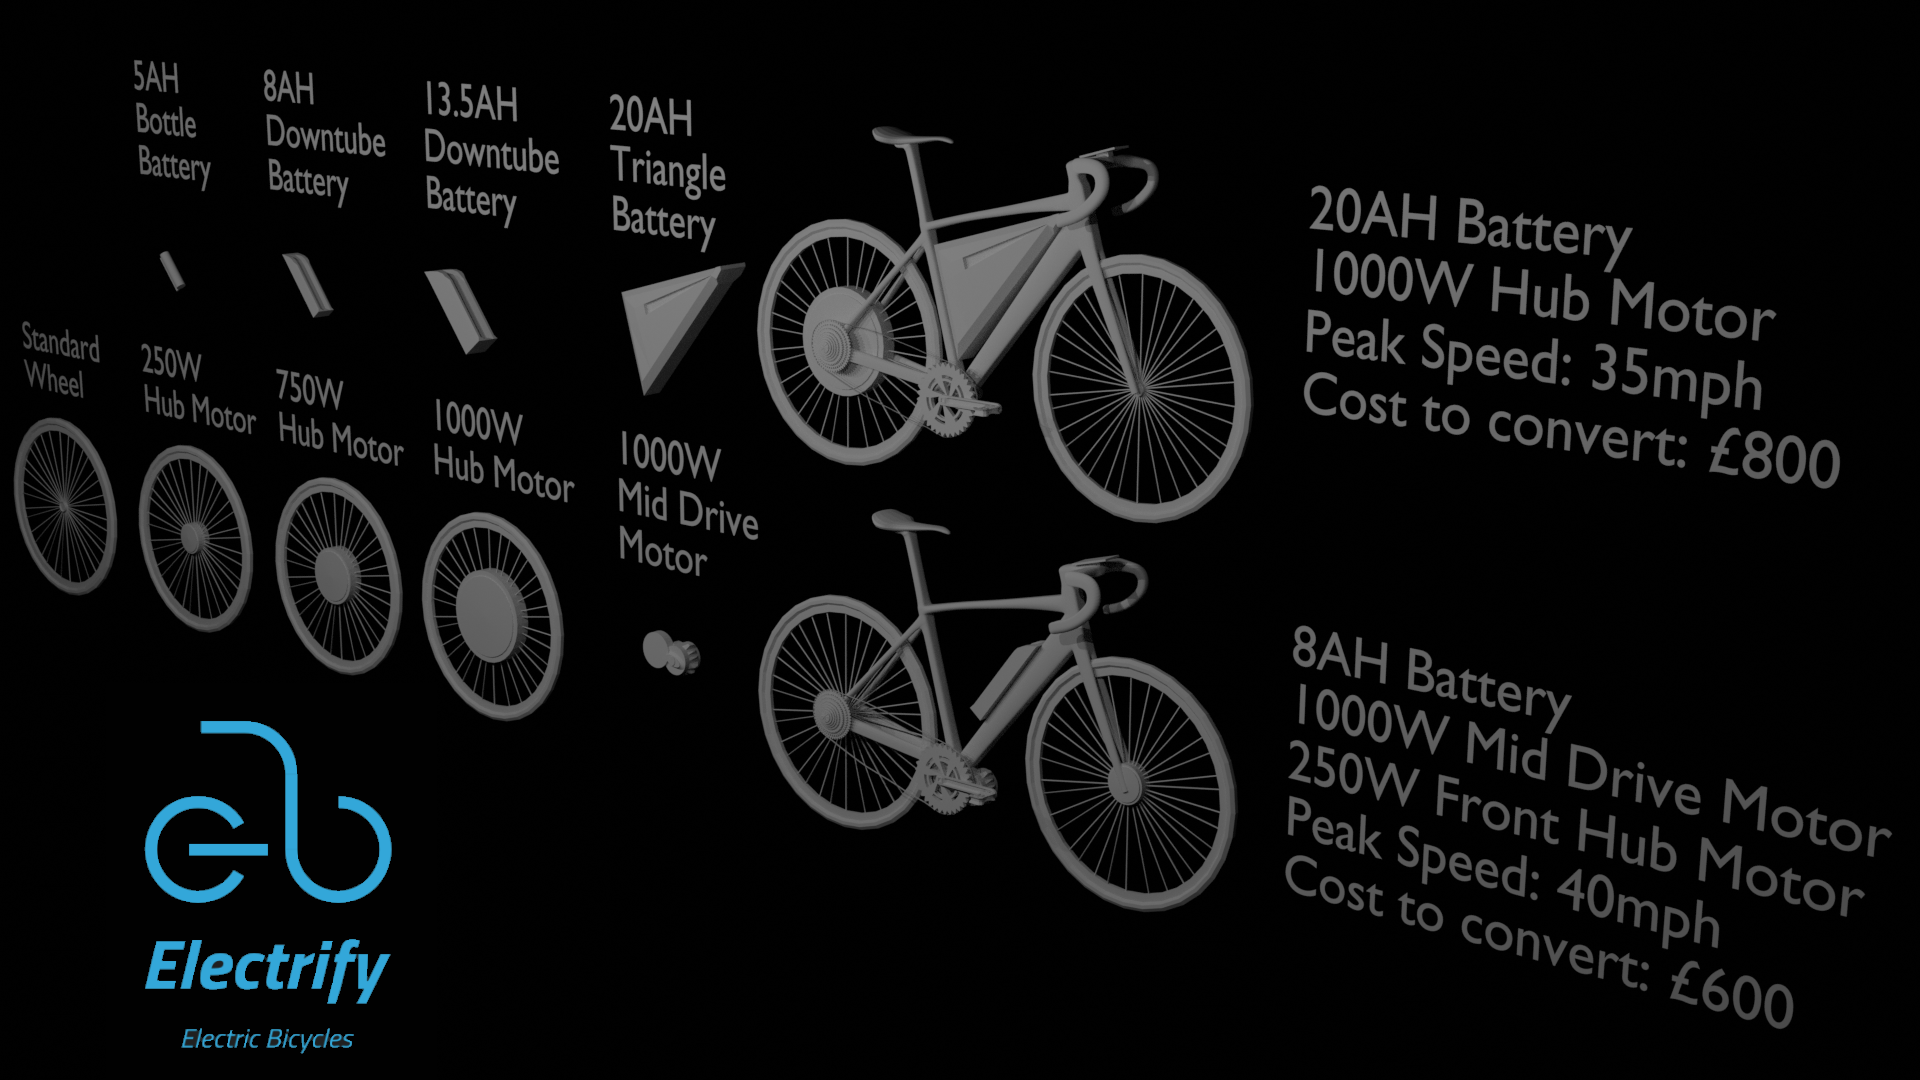 5AH
Bottle
Battery
8AH
Downtube
Battery
13.5AH
Downtube
Battery
20AH
Triangle
Battery
Standard
Wheel
250W
Hub Motor
750W
Hub Motor
1000W
Hub Motor
1000W
Mid Drive
Motor
20AH Battery
1000W Hub Motor
Peak Speed: 35mph
Cost to convert: £800
8AH Battery
1000W Mid Drive Motor
250W Front Hub Motor
Peak Speed: 40mph
Cost to convert: £600
eb
Electrify
Electric Bicycles